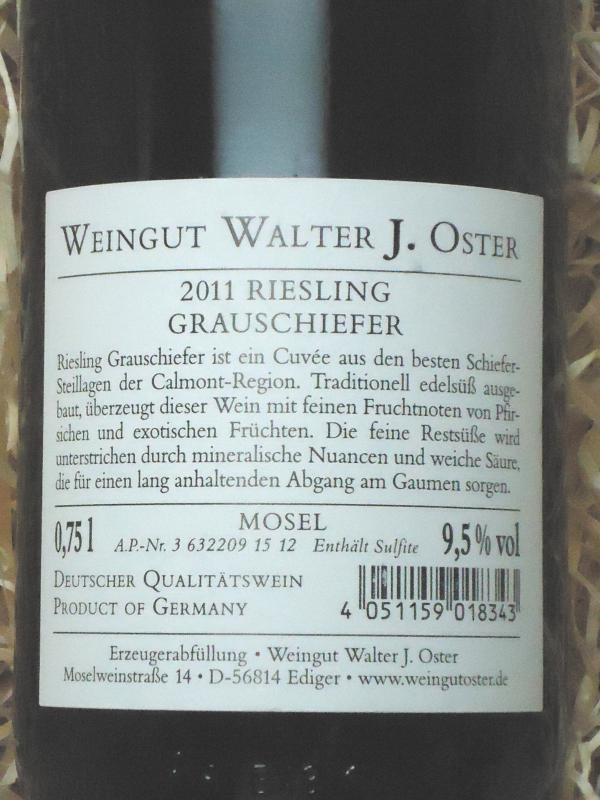 WEINGUT WALTER J. OSTER
2011 RIESLING
GRAUSCHIEFER
Riesling Grauschiefer ist ein Cuvée aus den besten Schiefer-
Steillagen der Calmont-Region. Traditionell edelsüß ausge-
baut, überzeugt dieser Wein mit feinen Fruchtnoten von Pfir-
sichen und exotischen Früchten. Die feine Restsüße wird
unterstrichen durch mineralische Nuancen und weiche Säure,
die für einen lang anhaltenden Abgang am Gaumen sorgen.
MOSEL
0,75 l A.P.-Nr. 3 632209 15 12 Enthält Sulfite 9,5 % vol
DEUTSCHER QUALITÄTSWEIN
PRODUCT OF GERMANY
4 051159 018343
Erzeugerabfüllung • Weingut Walter J. Oster
Moselweinstraße 14 • D-56814 Ediger • www.weingutoster.de